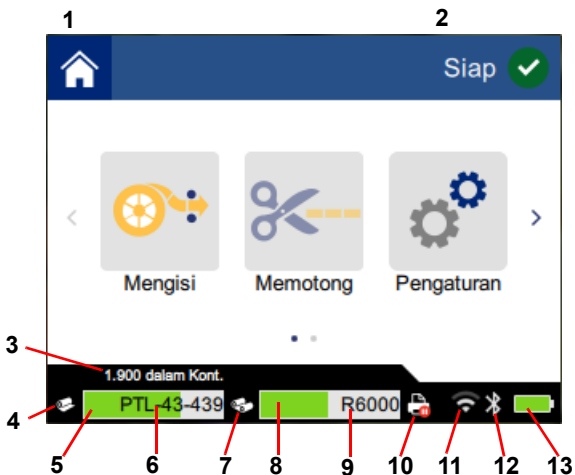 1
2
Siap
Mengisi
Memotong
Pengaturan
3
1.900 dalam Kont.
PTL-43-439
R6000
4
5
6
7
8
9
10
11
12
13